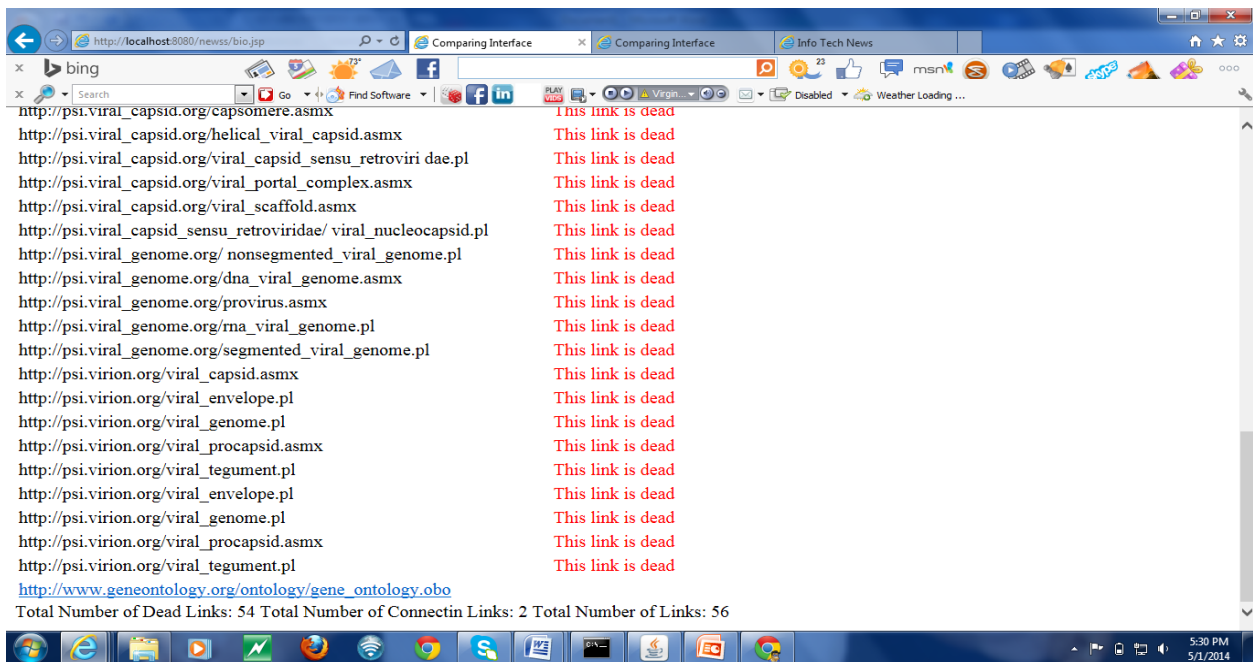 http://localhost:8080/newss/bio.jsp Comparing Interface Comparing Interface Info Tech News
bing 73° 23 msn
Search Go Find Software PLAY VIDS Virgin... Disabled Weather Loading ...
http://psi.viral_capsid.org/capsomere.asmx This link is dead
http://psi.viral_capsid.org/helical_viral_capsid.asmx This link is dead
http://psi.viral_capsid.org/viral_capsid_sensu_retroviri dae.pl This link is dead
http://psi.viral_capsid.org/viral_portal_complex.asmx This link is dead
http://psi.viral_capsid.org/viral_scaffold.asmx This link is dead
http://psi.viral_capsid_sensu_retroviridae/ viral_nucleocapsid.pl This link is dead
http://psi.viral_genome.org/ nonsegmented_viral_genome.pl This link is dead
http://psi.viral_genome.org/dna_viral_genome.asmx This link is dead
http://psi.viral_genome.org/provirus.asmx This link is dead
http://psi.viral_genome.org/rna_viral_genome.pl This link is dead
http://psi.viral_genome.org/segmented_viral_genome.pl This link is dead
http://psi.virion.org/viral_capsid.asmx This link is dead
http://psi.virion.org/viral_envelope.pl This link is dead
http://psi.virion.org/viral_genome.pl This link is dead
http://psi.virion.org/viral_procapsid.asmx This link is dead
http://psi.virion.org/viral_tegument.pl This link is dead
http://psi.virion.org/viral_envelope.pl This link is dead
http://psi.virion.org/viral_genome.pl This link is dead
http://psi.virion.org/viral_procapsid.asmx This link is dead
http://psi.virion.org/viral_tegument.pl This link is dead
http://www.geneontology.org/ontology/gene_ontology.obo
Total Number of Dead Links: 54 Total Number of Connectin Links: 2 Total Number of Links: 56
5:30 PM
5/1/2014